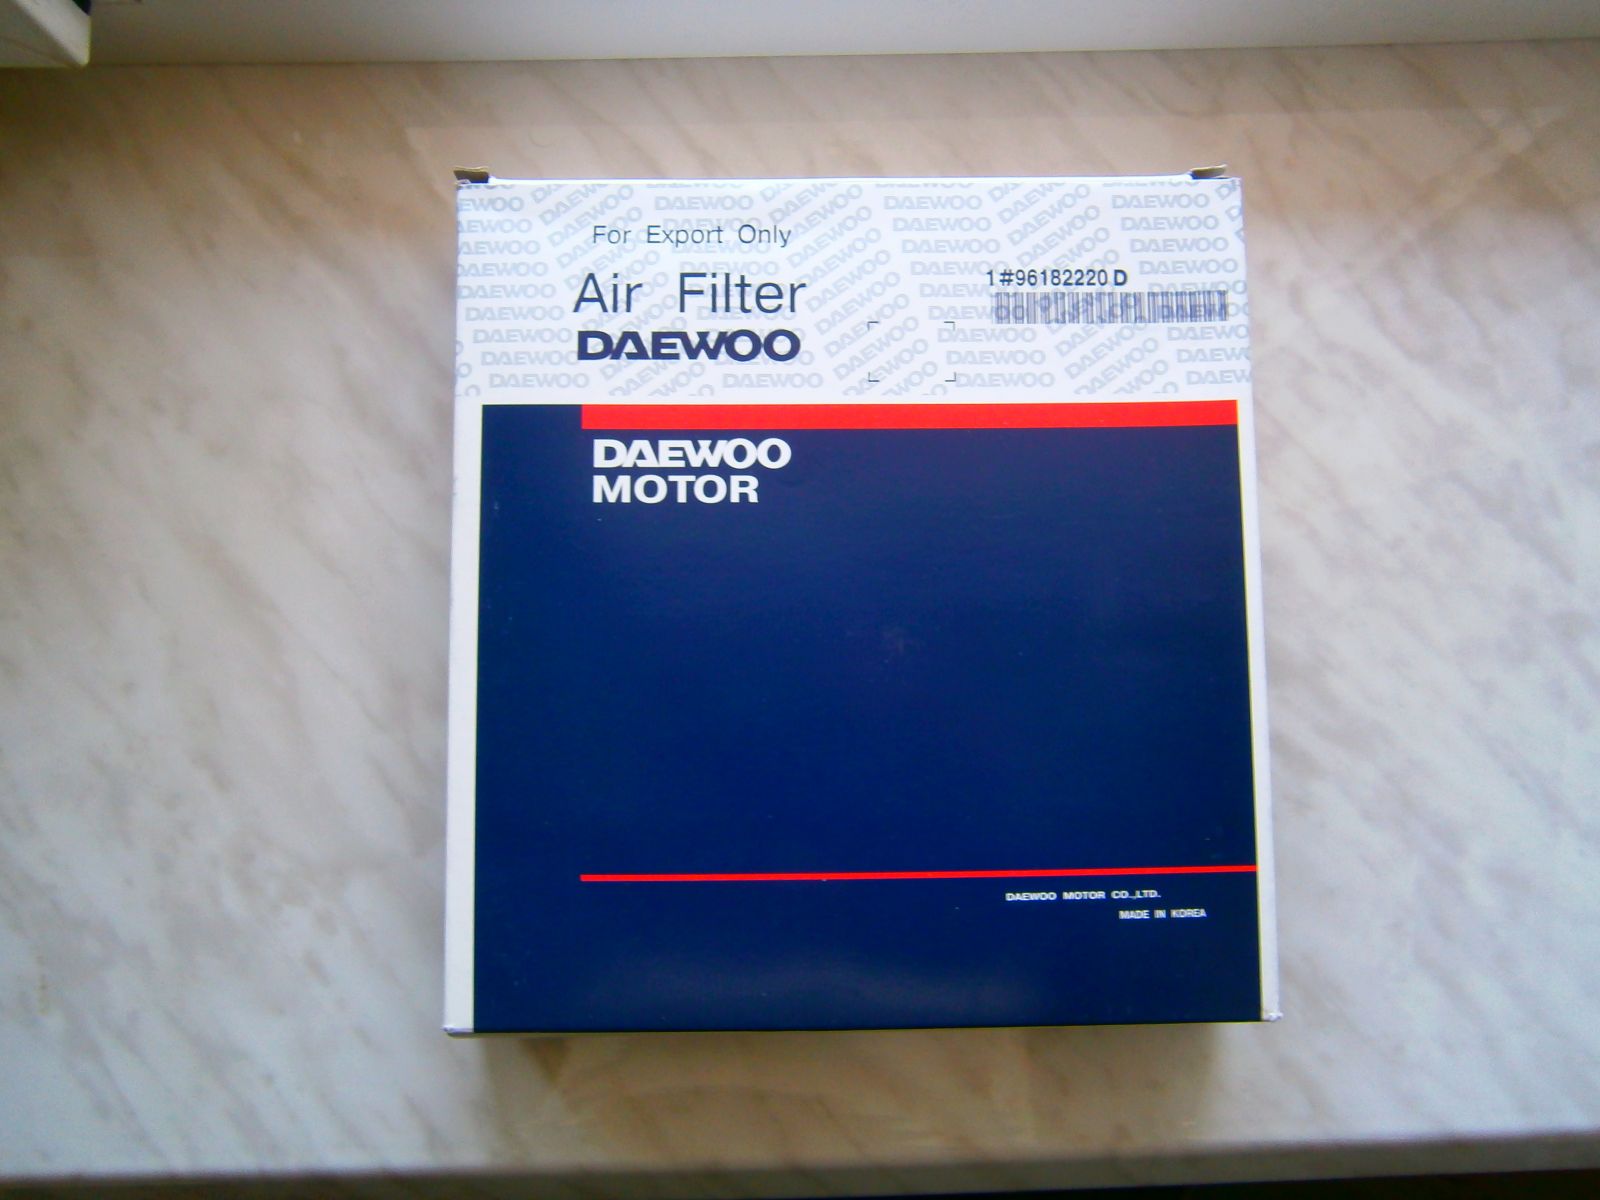 For Export Only
Air Filter
DAEWOO
1#96182220 D
DAEWOO
MOTOR
DAEWOO MOTOR CO.,LTD.
MADE IN KOREA